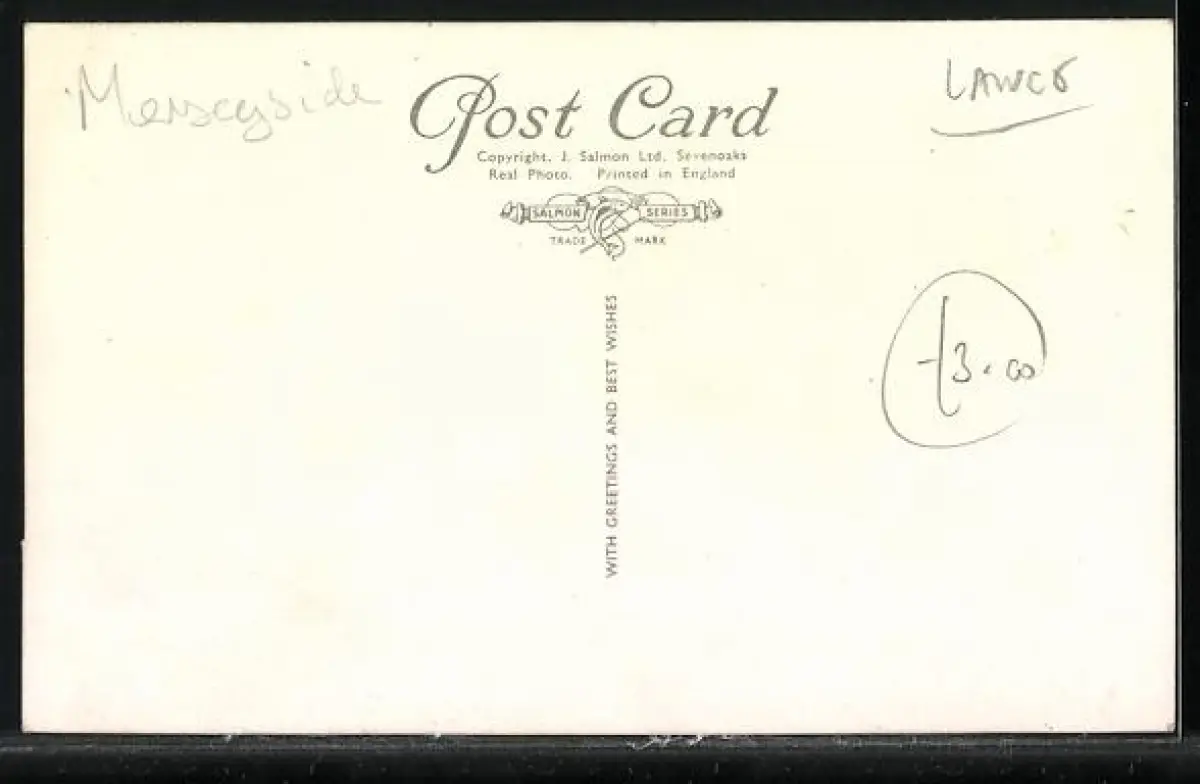 Merseyside
LANCS
Post Card
Copyright. J. Salmon Ltd. Sevenoaks
Real Photo. Printed in England
SALMON SERIES
TRADE MARK
WITH GREETINGS AND BEST WISHES
£3.00